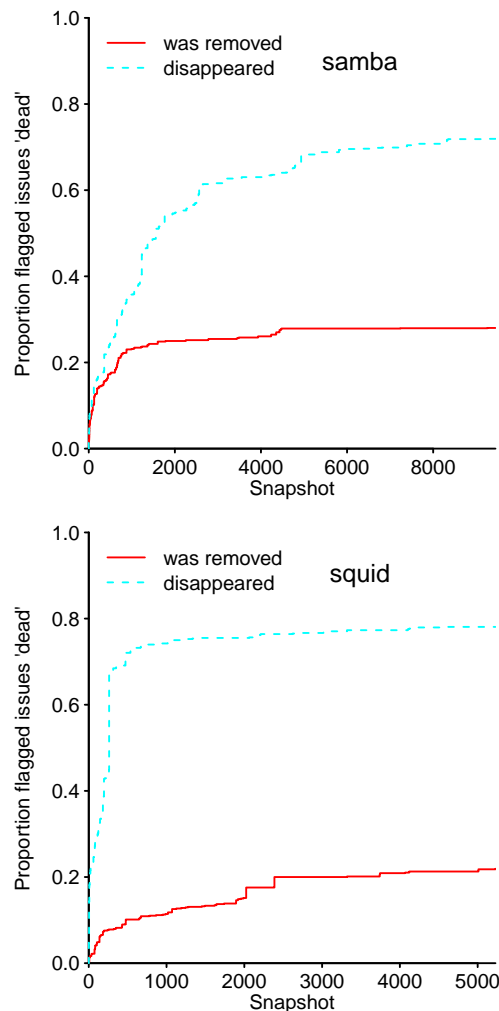 1.0
was removed
disappeared
samba
0.8
0.6
0.4
0.2
0.0
Proportion flagged issues 'dead'
0 2000 4000 6000 8000
Snapshot
1.0
was removed
disappeared
squid
0.8
0.6
0.4
0.2
0.0
Proportion flagged issues 'dead'
0 1000 2000 3000 4000 5000
Snapshot